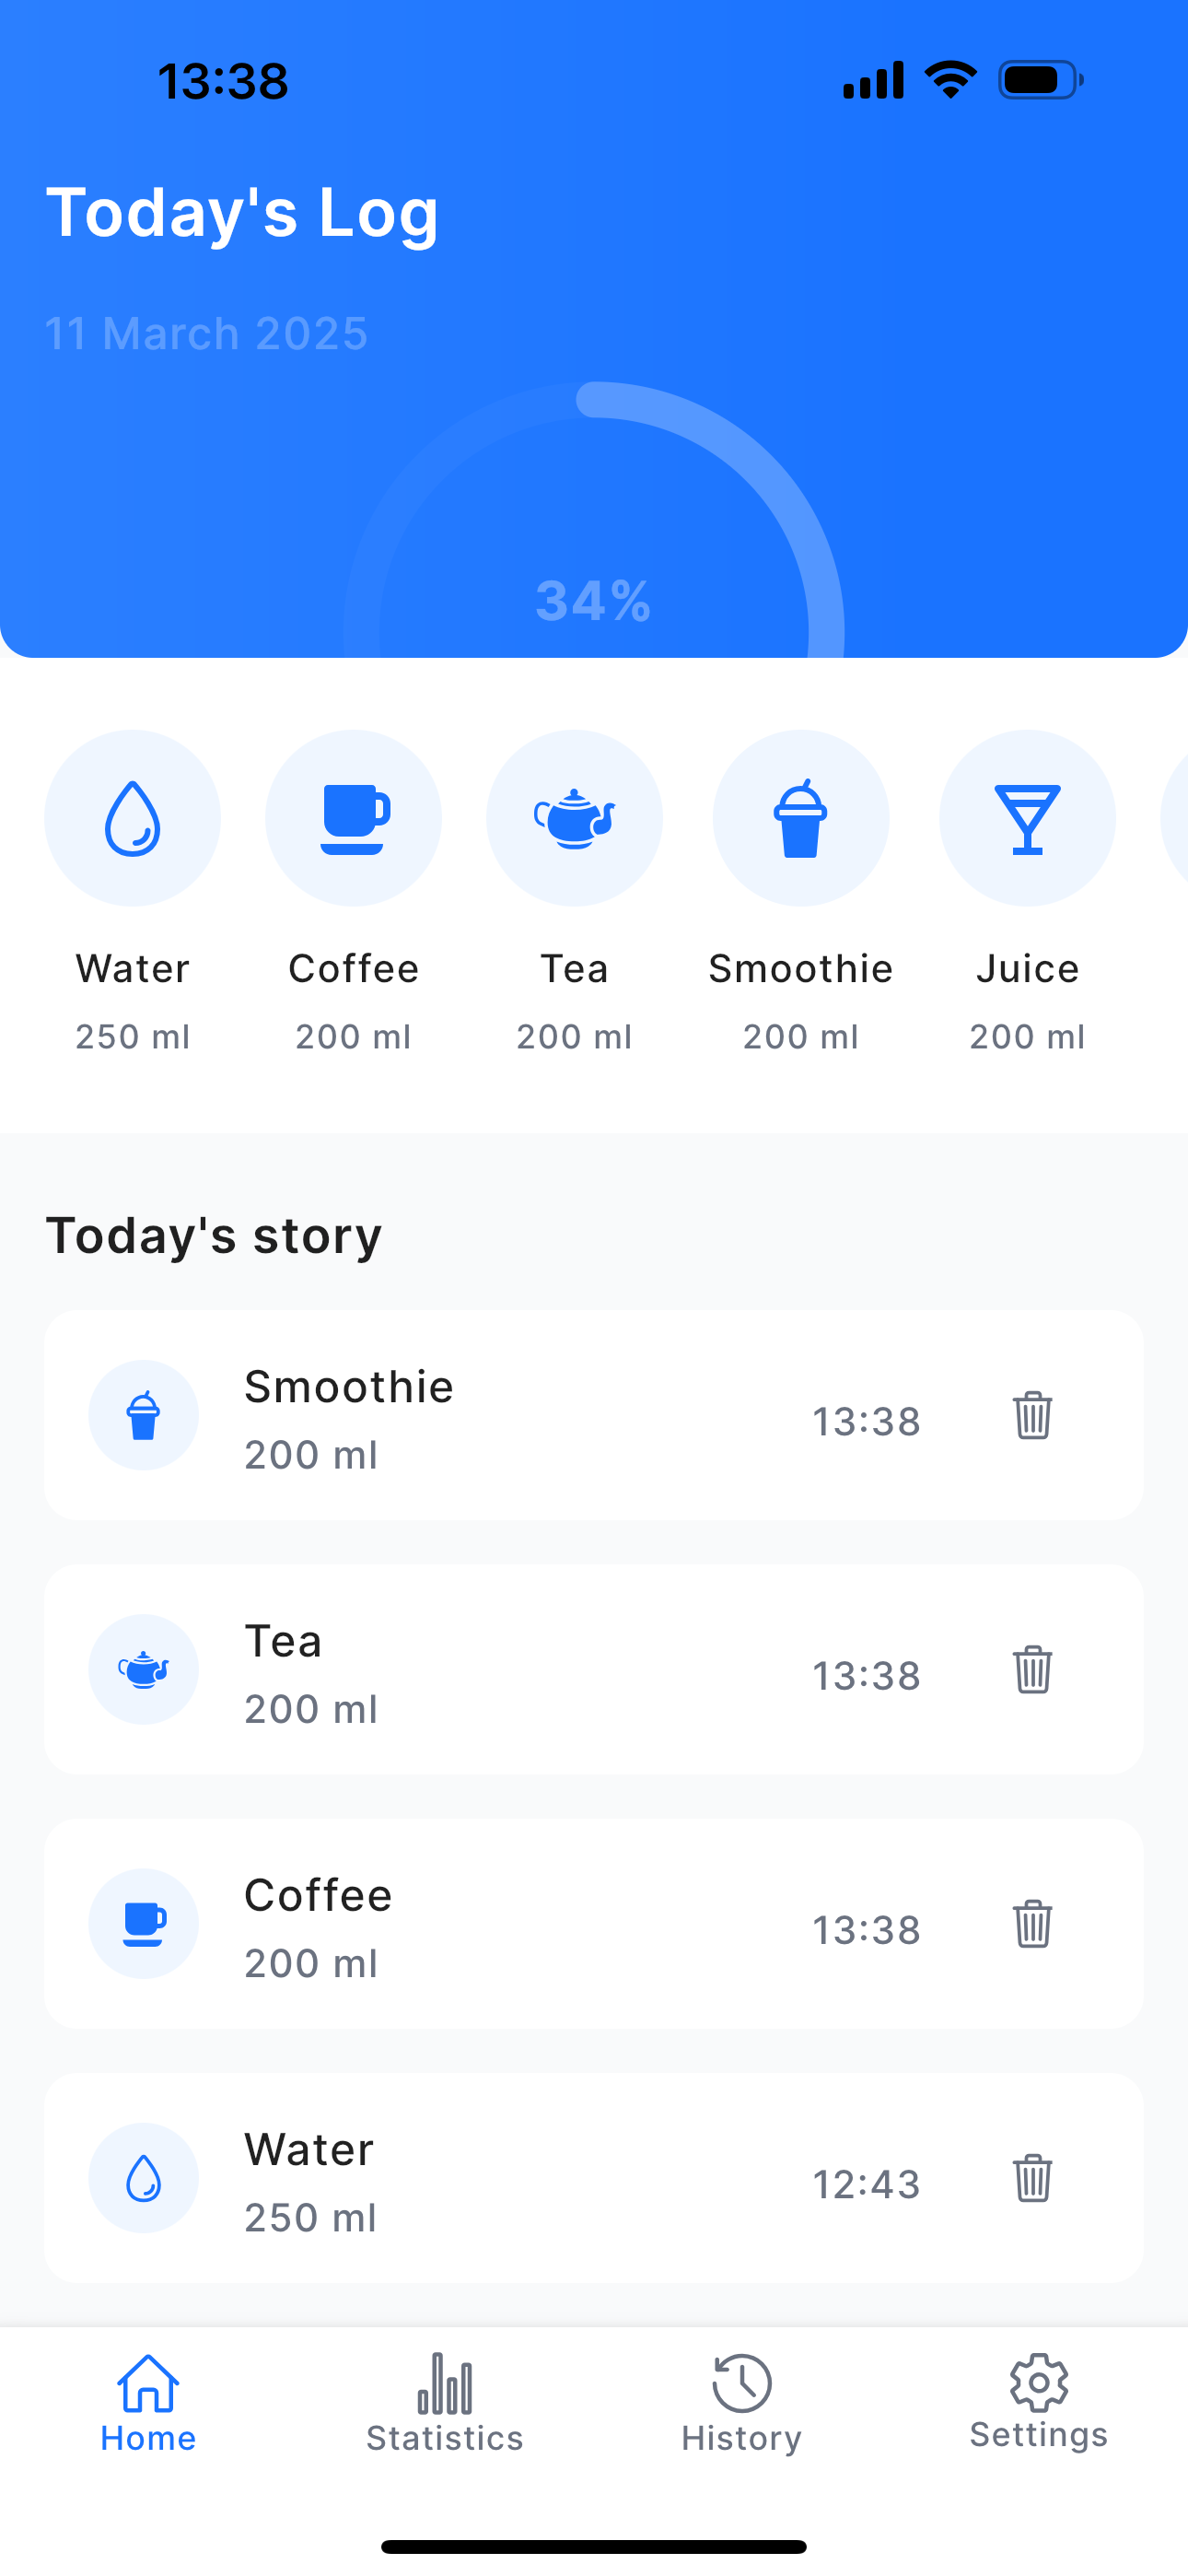 13:38
Today's Log
11 March 2025
34%
Water Coffee Tea Smoothie Juice
250 ml 200 ml 200 ml 200 ml 200 ml
Today's story
Smoothie
200 ml
13:38
Tea
200 ml
13:38
Coffee
200 ml
13:38
Water
250 ml
12:43
Home Statistics History Settings